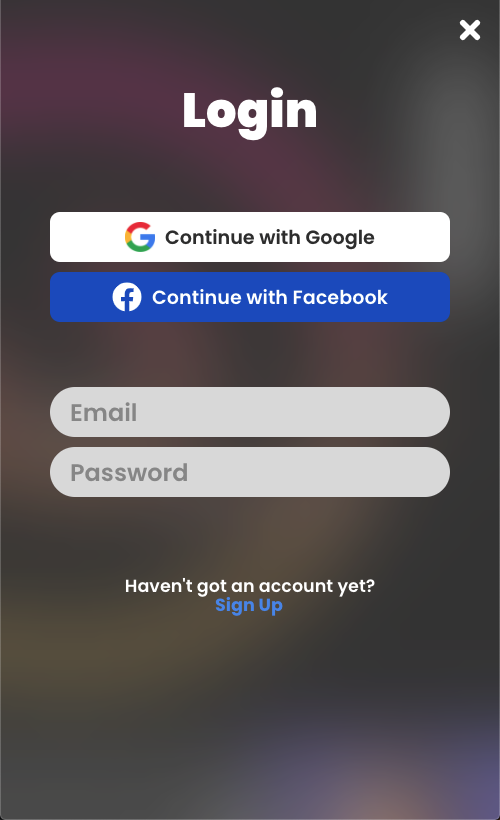 Login
Continue with Google
Continue with Facebook
Email
Password
Haven't got an account yet?
Sign Up